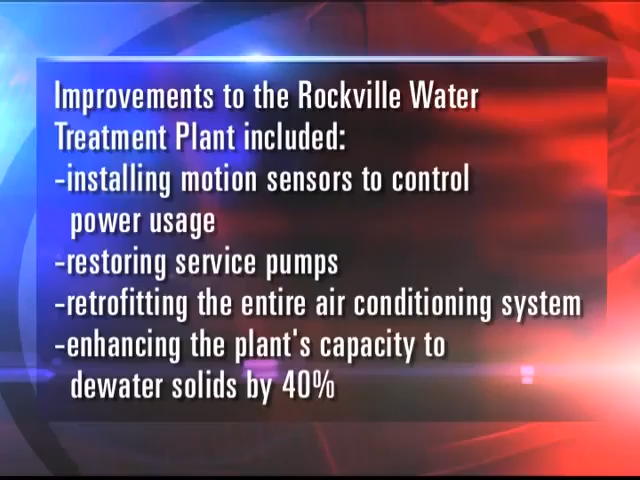 Improvements to the Rockville Water
Treatment Plant included:
-installing motion sensors to control
power usage
-restoring service pumps
-retrofitting the entire air conditioning system
-enhancing the plant's capacity to
dewater solids by 40%